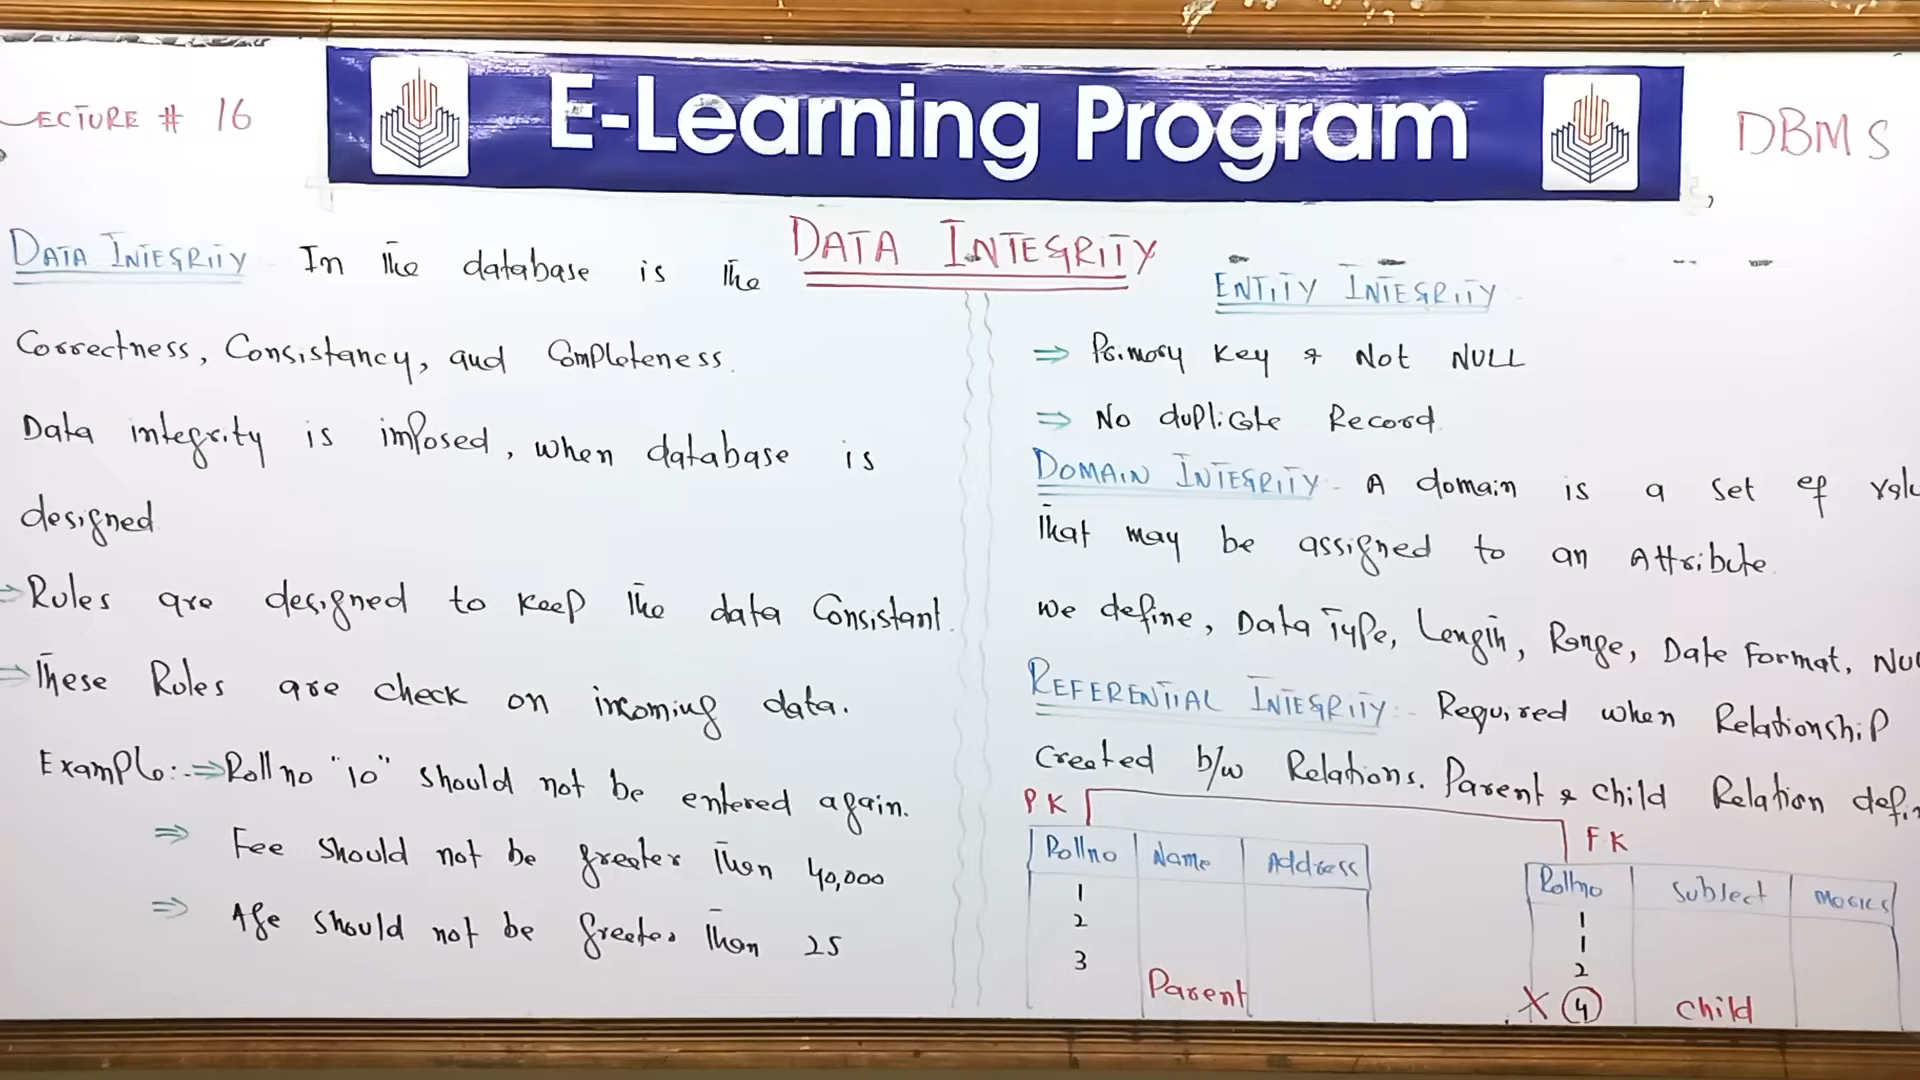 LECTURE # 16
E-Learning Program
DBMS
DATA INTEGRITY
DATA INTEGRITY In the database is the
Correctness, Consistancy, and Completeness.
Data integrity is imposed, when database is
designed
⇒ Rules are designed to keep the data Consistant.
⇒ These Rules are check on incoming data.
Example:- ⇒ Rollno "10" should not be entered again.
⇒ Fee should not be greater then 40,000
⇒ Age should not be greater than 25
ENTITY INTEGRITY
⇒ Primary Key & Not NULL
⇒ No duplicate Record.
DOMAIN INTEGRITY - A domain is a set of
that may be assigned to an Attribute.
we define, Data Type, Length, Range, Date Format,
REFERENTIAL INTEGRITY:- Required when Relationship
Created b/w Relations. Parent & child Relation
PK
FK
Rollno Name Address
1
2
3
Parent
Rollno Subject Marks
1
1
2
X 4
Child